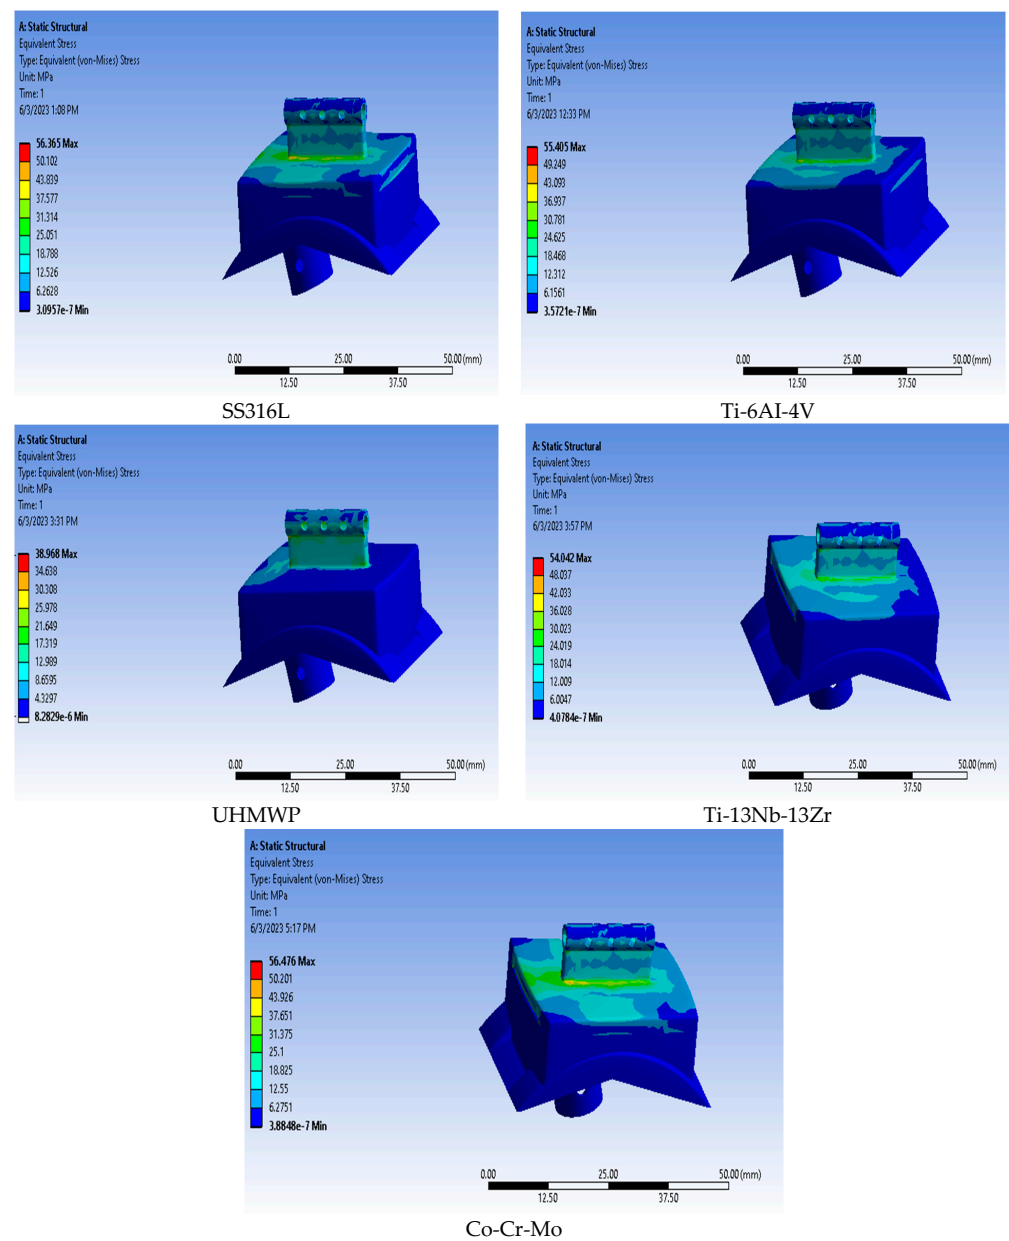 A: Static Structural
Equivalent Stress
Type: Equivalent (von-Mises) Stress
Unit: MPa
Time: 1
6/3/2023 1:08 PM
56.365 Max
50.102
43.839
37.577
31.314
25.051
18.788
12.526
6.2628
3.0957e-7 Min
0.00 25.00 50.00 (mm)
12.50 37.50
SS316L
A: Static Structural
Equivalent Stress
Type: Equivalent (von-Mises) Stress
Unit: MPa
Time: 1
6/3/2023 12:33 PM
55.405 Max
49.249
43.093
36.937
30.781
24.625
18.468
12.312
6.1561
3.5721e-7 Min
0.00 25.00 50.00 (mm)
12.50 37.50
Ti-6AI-4V
A: Static Structural
Equivalent Stress
Type: Equivalent (von-Mises) Stress
Unit: MPa
Time: 1
6/3/2023 3:31 PM
38.968 Max
34.638
30.308
25.978
21.649
17.319
12.989
8.6595
4.3297
8.2829e-6 Min
0.00 25.00 50.00 (mm)
12.50 37.50
UHMWP
A: Static Structural
Equivalent Stress
Type: Equivalent (von-Mises) Stress
Unit: MPa
Time: 1
6/3/2023 3:57 PM
54.042 Max
48.037
42.033
36.028
30.023
24.019
18.014
12.009
6.0047
4.0784e-7 Min
0.00 25.00 50.00 (mm)
12.50 37.50
Ti-13Nb-13Zr
A: Static Structural
Equivalent Stress
Type: Equivalent (von-Mises) Stress
Unit: MPa
Time: 1
6/3/2023 5:17 PM
56.476 Max
50.201
43.926
37.651
31.375
25.1
18.825
12.55
6.2751
3.8848e-7 Min
0.00 25.00 50.00 (mm)
12.50 37.50
Co-Cr-Mo